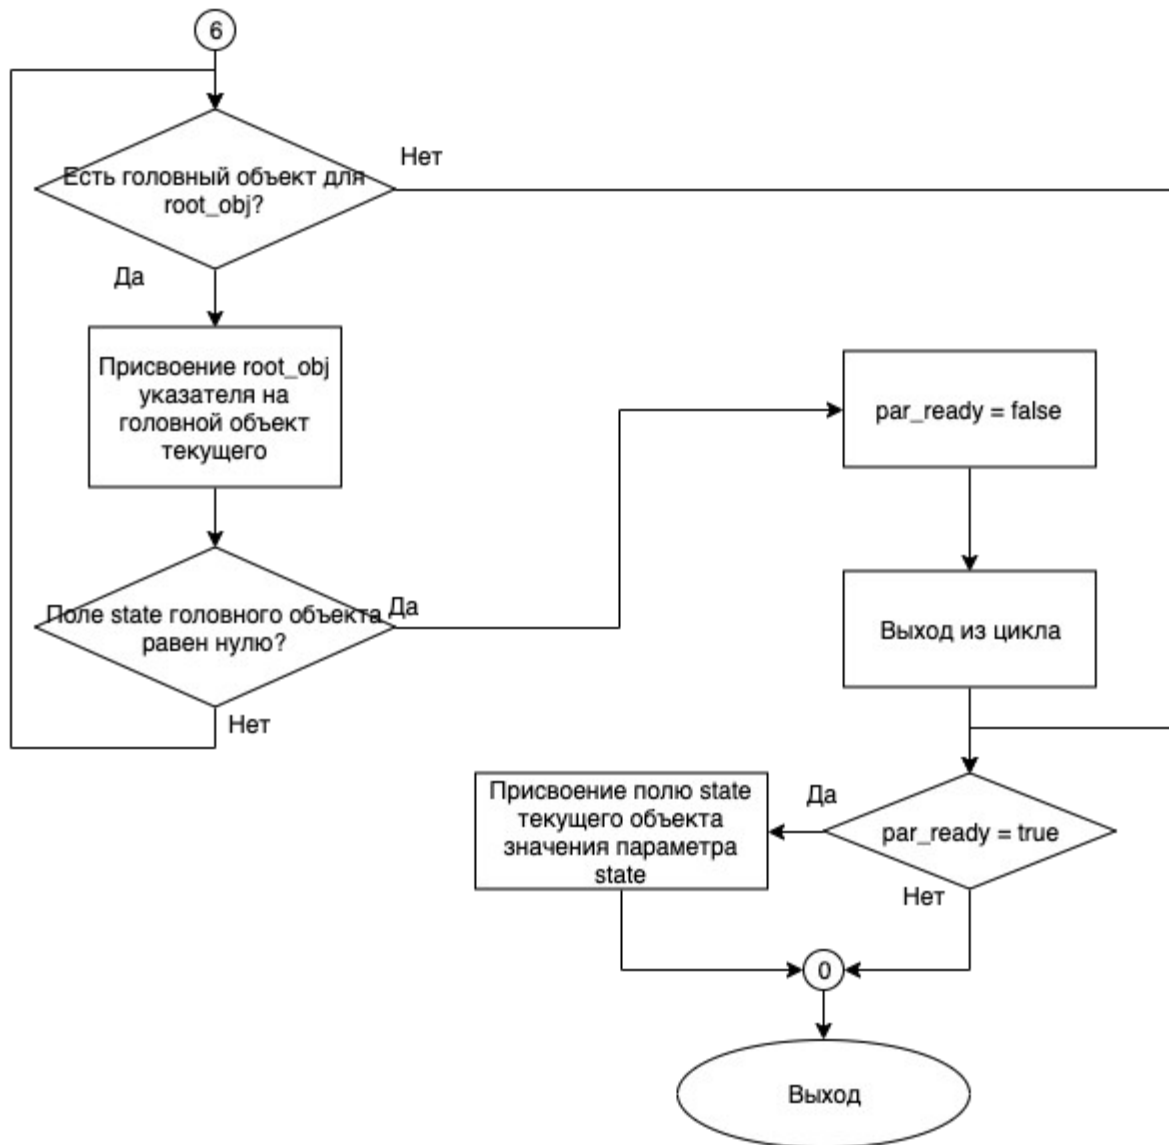 6
Есть головный объект для
root_obj?
Нет
Да
Присвоение root_obj
указателя на
головной объект
текущего
Поле state головного объекта
равен нулю?
Да
Нет
par_ready = false
Выход из цикла
par_ready = true
Да
Нет
Присвоение полю state
текущего объекта
значения параметра
state
0
Выход